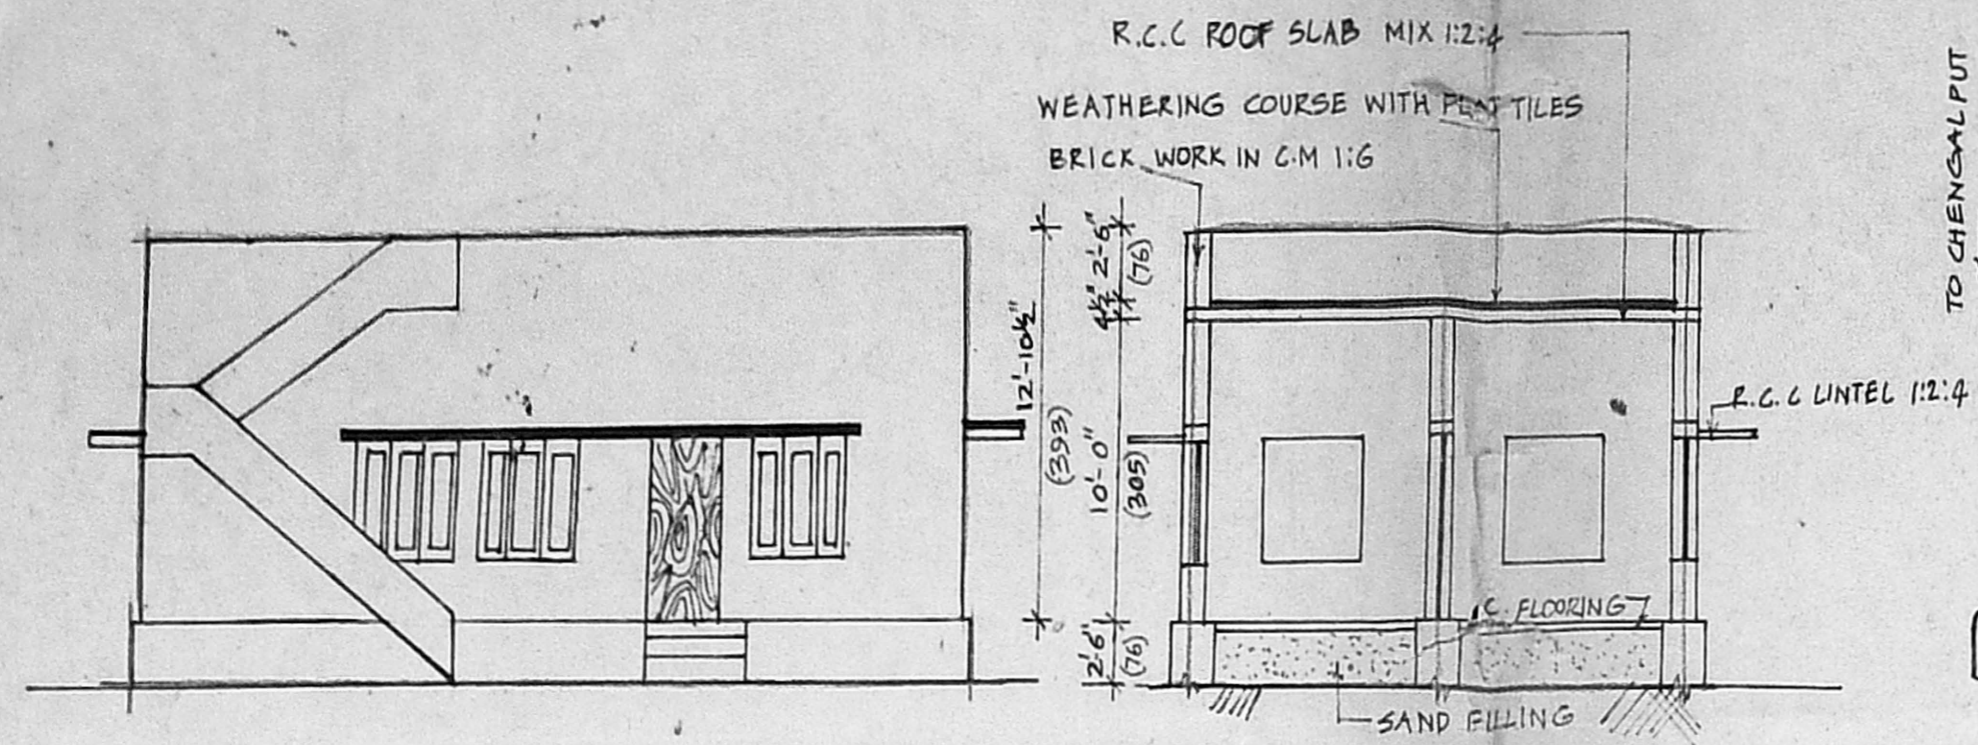 R.C.C ROOF SLAB MIX 1:2:4
WEATHERING COURSE WITH FLAT TILES
BRICK WORK IN C.M 1:6
TO CHENGALPUT
2'-6"
(76)
4½"
12'-10½"
(393)
10'-0"
(305)
R.C.C LINTEL 1:2:4
C. FLOORING
2'-6"
(76)
SAND FILLING